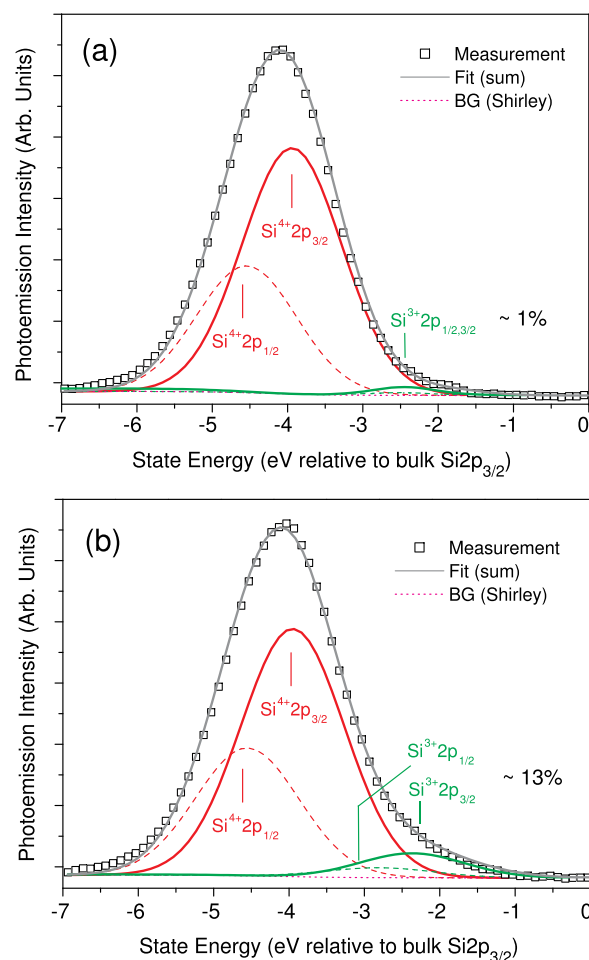 (a)
Measurement
Fit (sum)
BG (Shirley)
Photoemission Intensity (Arb. Units)
Si⁴⁺2p₃/₂
Si³⁺2p₁/₂,₃/₂
~ 1%
Si⁴⁺2p₁/₂
-7 -6 -5 -4 -3 -2 -1 0
State Energy (eV relative to bulk Si2p₃/₂)
(b)
Measurement
Fit (sum)
BG (Shirley)
Photoemission Intensity (Arb. Units)
Si⁴⁺2p₃/₂
Si³⁺2p₁/₂
~ 13%
Si³⁺2p₃/₂
Si⁴⁺2p₁/₂
-7 -6 -5 -4 -3 -2 -1 0
State Energy (eV relative to bulk Si2p₃/₂)